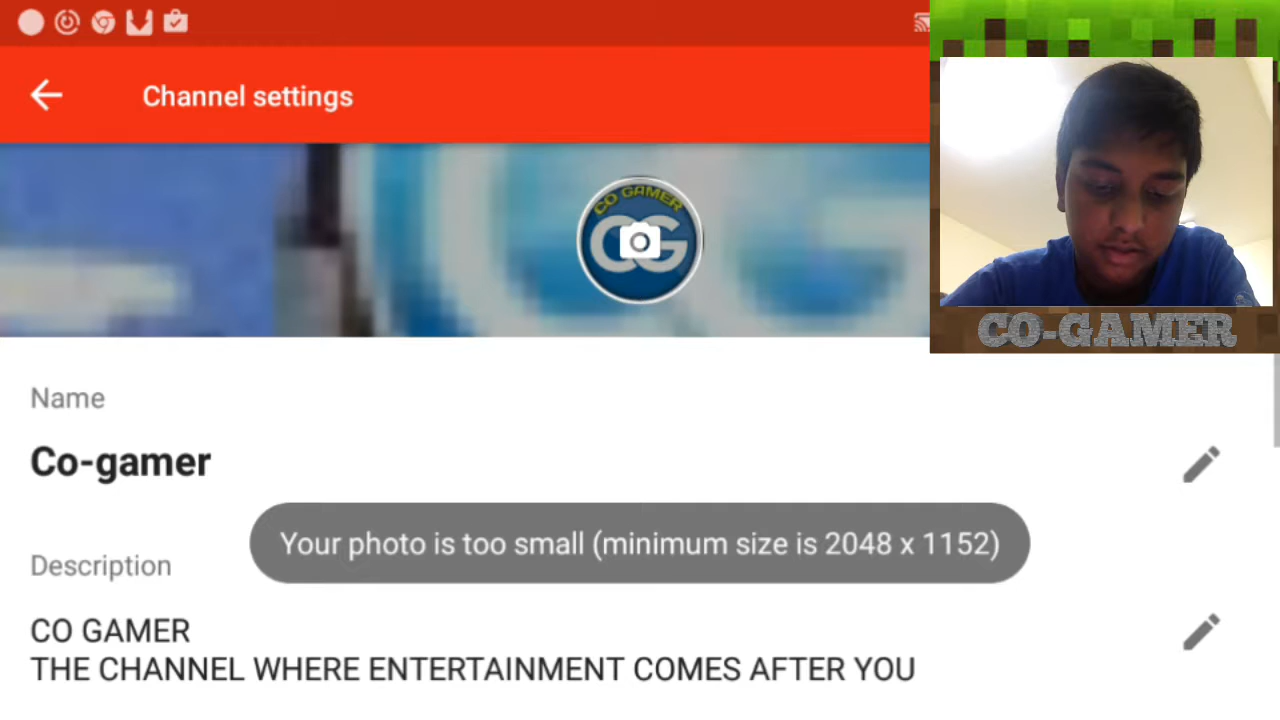 Channel settings
CO GAMER
CG
CO-GAMER
Name
Co-gamer
Your photo is too small (minimum size is 2048 x 1152)
Description
CO GAMER
THE CHANNEL WHERE ENTERTAINMENT COMES AFTER YOU